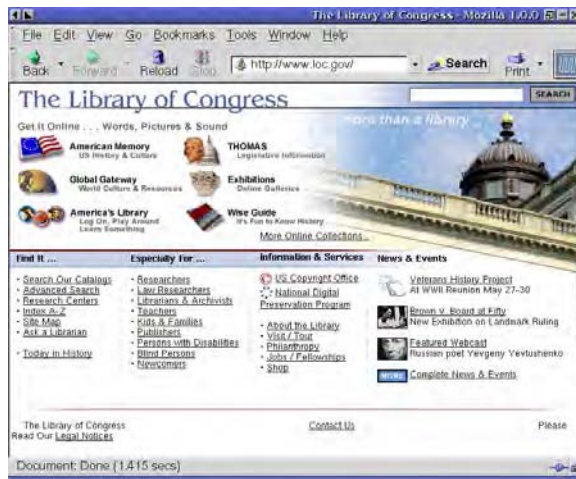 The Library of Congress - Mozilla 1.0.0
File Edit View Go Bookmarks Tools Window Help
Back Forward Reload Stop http://www.loc.gov/ Search Print
The Library of Congress
SEARCH
more than a library
Get It Online . . . Words, Pictures & Sound
American Memory
US History & Culture
THOMAS
Legislative Information
Global Gateway
World Culture & Resources
Exhibitions
Online Galleries
America's Library
Log On, Play Around
Learn Something
Wise Guide
It's Fun to Know History
More Online Collections..
Find It ...
· Search Our Catalogs
· Advanced Search
· Research Centers
· Index A-Z
· Site Map
· Ask a Librarian
· Today in History
Especially For ...
· Researchers
· Law Researchers
· Librarians & Archivists
· Teachers
· Kids & Families
· Publishers
· Persons with Disabilities
· Blind Persons
· Newcomers
Information & Services
US Copyright Office
National Digital
Preservation Program
· About the Library
· Visit / Tour
· Philanthropy
· Jobs / Fellowships
· Shop
News & Events
Veterans History Project
At WWII Reunion May 27-30
Brown v. Board at Fifty
New Exhibition on Landmark Ruling
Featured Webcast
Russian poet Yevgeny Yevtushenko
MORE Complete News & Events
The Library of Congress
Read Our Legal Notices
Contact Us
Please
Document: Done (1.415 secs)